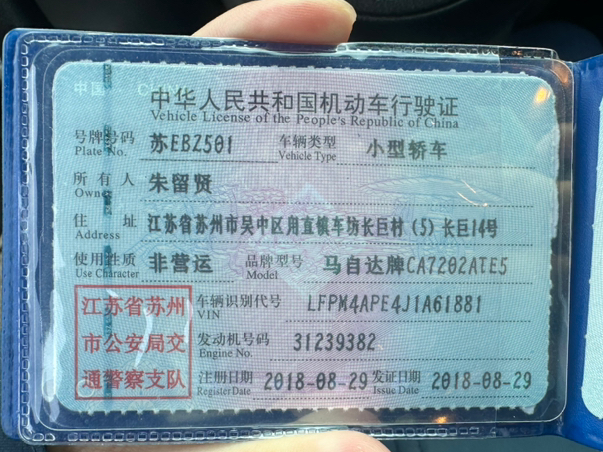 中国 CH
中华人民共和国机动车行驶证
Vehicle License of the People's Republic of China
号牌号码 苏EBZ501 车辆类型 小型轿车
Plate No. Vehicle Type
所有人 朱留贤
Owner
住址 江苏省苏州市吴中区甪直镇车坊长巨村（5）长巨14号
Address
使用性质 非营运 品牌型号 马自达牌CA7202ATE5
Use Character Model
江苏省苏州 车辆识别代号 LFPM4APE4J1A61881
VIN
市公安局交 发动机号码 31239382
Engine No.
通警察支队 注册日期 2018-08-29 发证日期 2018-08-29
Register Date Issue Date